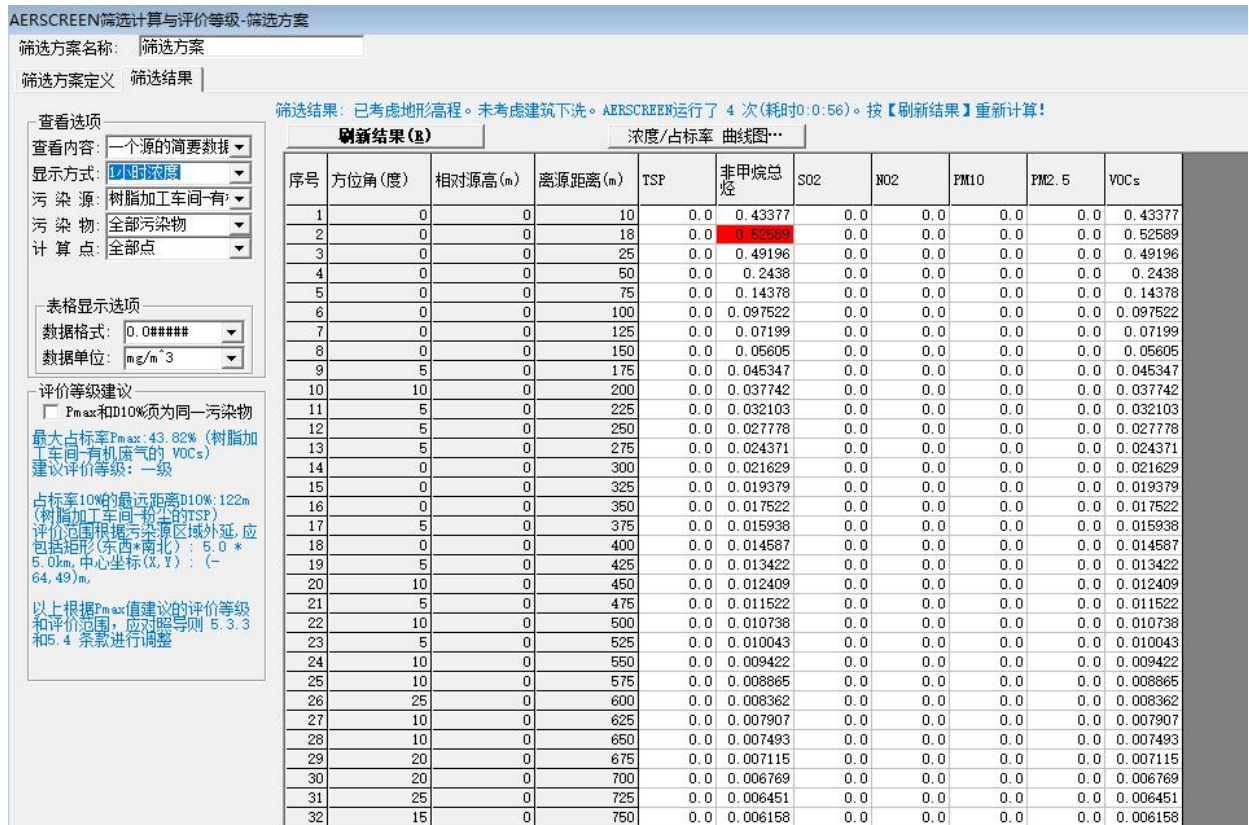 AERSCREEN筛选计算与评价等级-筛选方案
筛选方案名称: 筛选方案
筛选方案定义 筛选结果
筛选结果: 已考虑地形高程。未考虑建筑下洗。AERSCREEN运行了 4 次(耗时0:0:56)。按【刷新结果】重新计算!
刷新结果(R) 浓度/占标率 曲线图…
查看选项
查看内容: 一个源的简要数据
显示方式: 1小时浓度
污 染 源: 树脂加工车间-有
污 染 物: 全部污染物
计 算 点: 全部点
表格显示选项
数据格式: 0.0#####
数据单位: mg/m^3
评价等级建议
Pmax和D10%须为同一污染物
最大占标率Pmax:43.82% (树脂加
工车间-有机废气的 VOCs)
建议评价等级: 一级
占标率10%的最远距离D10%:122m
(树脂加工车间-粉尘的TSP)
评价范围根据污染源区域外延,应
包括矩形(东西*南北): 5.0 *
5.0km,中心坐标(X,Y): (-
64,49)m,
以上根据Pmax值建议的评价等级
和评价范围,应对照导则 5.3.3
和5.4 条款进行调整
序号 方位角(度) 相对源高(m) 离源距离(m) TSP 非甲烷总烃 SO2 NO2 PM10 PM2.5 VOCs
1 0 0 10 0.0 0.43377 0.0 0.0 0.0 0.0 0.43377
2 0 0 18 0.0 0.52589 0.0 0.0 0.0 0.0 0.52589
3 0 0 25 0.0 0.49196 0.0 0.0 0.0 0.0 0.49196
4 0 0 50 0.0 0.2438 0.0 0.0 0.0 0.0 0.2438
5 0 0 75 0.0 0.14378 0.0 0.0 0.0 0.0 0.14378
6 0 0 100 0.0 0.097522 0.0 0.0 0.0 0.0 0.097522
7 0 0 125 0.0 0.07199 0.0 0.0 0.0 0.0 0.07199
8 0 0 150 0.0 0.05605 0.0 0.0 0.0 0.0 0.05605
9 5 0 175 0.0 0.045347 0.0 0.0 0.0 0.0 0.045347
10 10 0 200 0.0 0.037742 0.0 0.0 0.0 0.0 0.037742
11 5 0 225 0.0 0.032103 0.0 0.0 0.0 0.0 0.032103
12 5 0 250 0.0 0.027778 0.0 0.0 0.0 0.0 0.027778
13 5 0 275 0.0 0.024371 0.0 0.0 0.0 0.0 0.024371
14 0 0 300 0.0 0.021629 0.0 0.0 0.0 0.0 0.021629
15 0 0 325 0.0 0.019379 0.0 0.0 0.0 0.0 0.019379
16 0 0 350 0.0 0.017522 0.0 0.0 0.0 0.0 0.017522
17 5 0 375 0.0 0.015938 0.0 0.0 0.0 0.0 0.015938
18 0 0 400 0.0 0.014587 0.0 0.0 0.0 0.0 0.014587
19 5 0 425 0.0 0.013422 0.0 0.0 0.0 0.0 0.013422
20 10 0 450 0.0 0.012409 0.0 0.0 0.0 0.0 0.012409
21 5 0 475 0.0 0.011522 0.0 0.0 0.0 0.0 0.011522
22 10 0 500 0.0 0.010738 0.0 0.0 0.0 0.0 0.010738
23 5 0 525 0.0 0.010043 0.0 0.0 0.0 0.0 0.010043
24 10 0 550 0.0 0.009422 0.0 0.0 0.0 0.0 0.009422
25 10 0 575 0.0 0.008865 0.0 0.0 0.0 0.0 0.008865
26 25 0 600 0.0 0.008362 0.0 0.0 0.0 0.0 0.008362
27 10 0 625 0.0 0.007907 0.0 0.0 0.0 0.0 0.007907
28 10 0 650 0.0 0.007493 0.0 0.0 0.0 0.0 0.007493
29 20 0 675 0.0 0.007115 0.0 0.0 0.0 0.0 0.007115
30 20 0 700 0.0 0.006769 0.0 0.0 0.0 0.0 0.006769
31 25 0 725 0.0 0.006451 0.0 0.0 0.0 0.0 0.006451
32 15 0 750 0.0 0.006158 0.0 0.0 0.0 0.0 0.006158